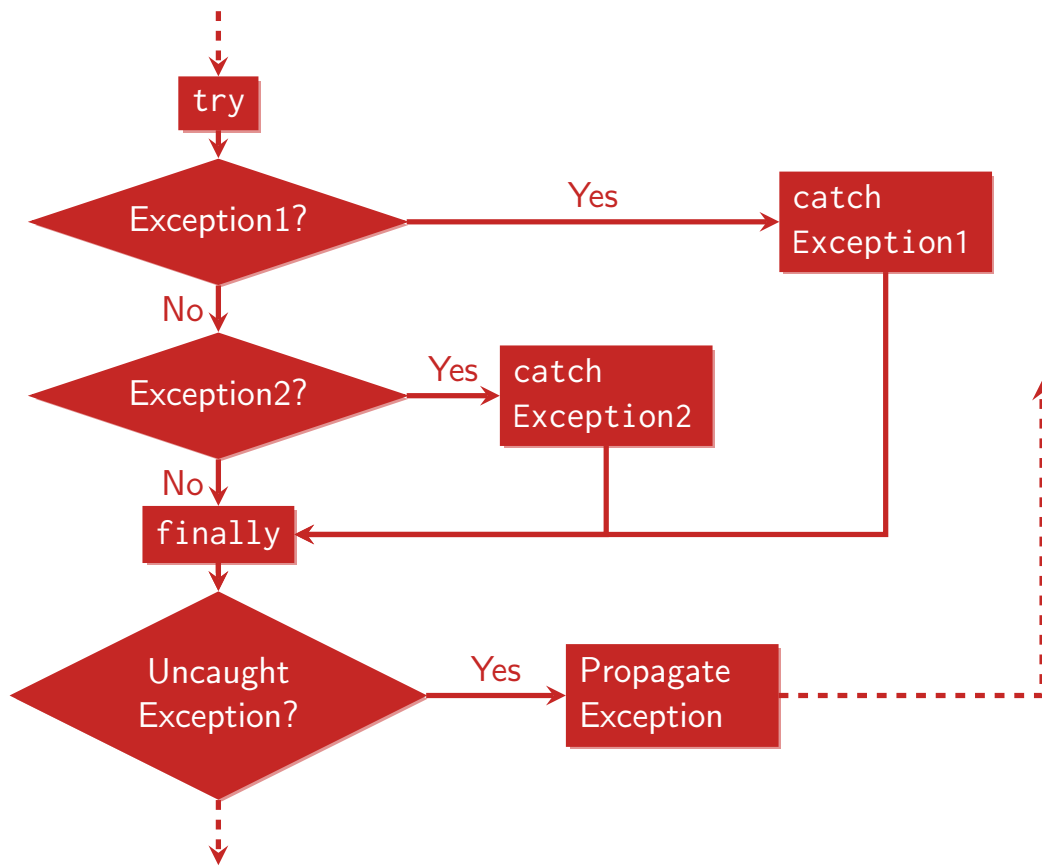 try
Exception1?
Yes
catch
Exception1
No
Exception2?
Yes
catch
Exception2
No
finally
Uncaught
Exception?
Yes
Propagate
Exception